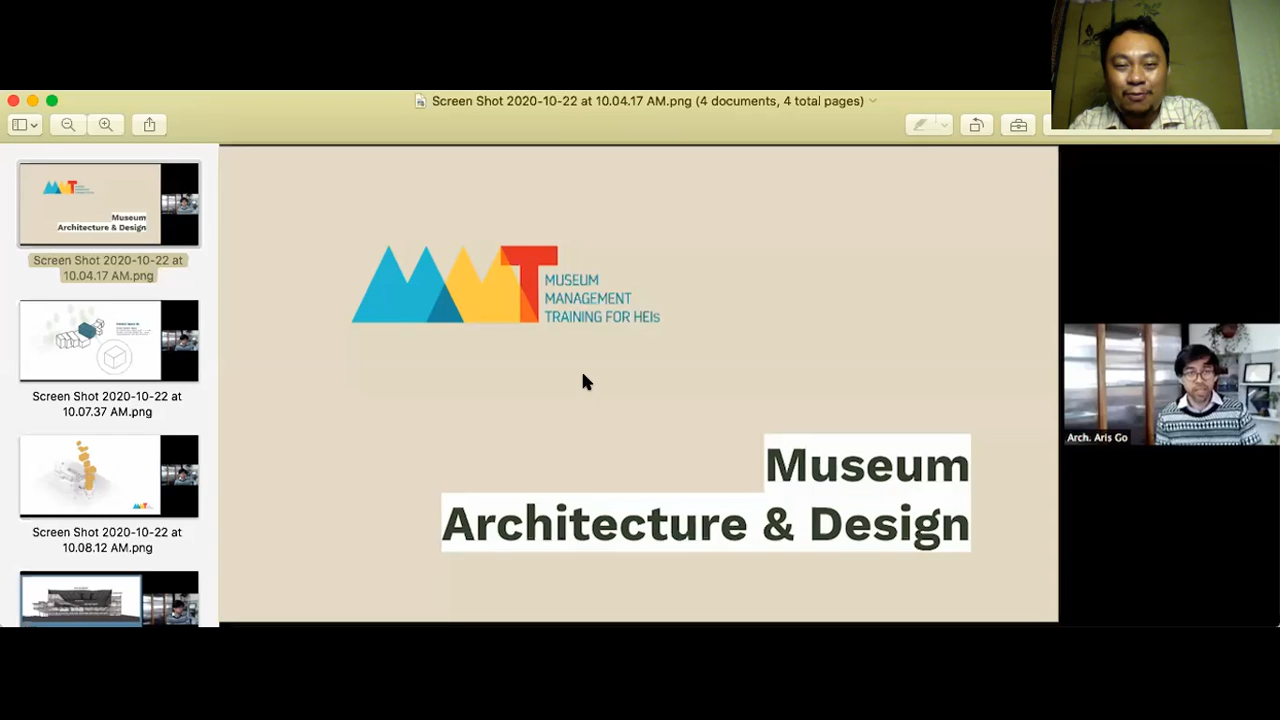 Screen Shot 2020-10-22 at 10.04.17 AM.png (4 documents, 4 total pages)
Museum
Architecture & Design
Screen Shot 2020-10-22 at
10.04.17 AM.png
Screen Shot 2020-10-22 at
10.07.37 AM.png
Screen Shot 2020-10-22 at
10.08.12 AM.png
MMT
MUSEUM
MANAGEMENT
TRAINING FOR HEIs
Museum
Architecture & Design
Arch. Aris Go